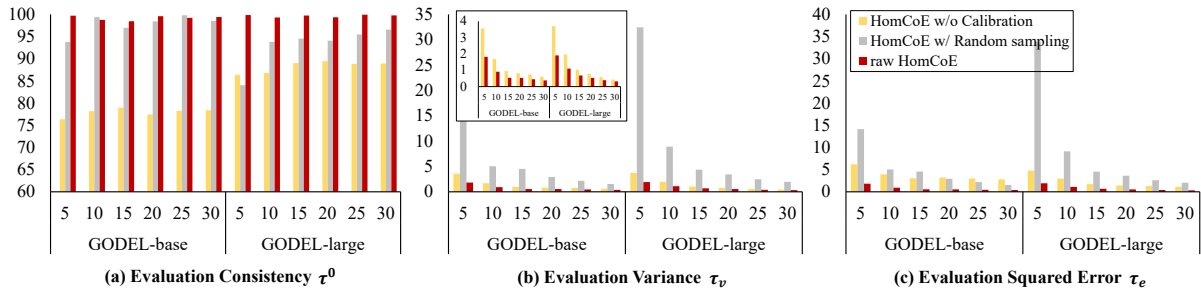 100
95
90
85
80
75
70
65
60
5 10 15 20 25 30 5 10 15 20 25 30
GODEL-base GODEL-large
(a) Evaluation Consistency τ⁰
35
30
25
20
15
10
5
0
4
3
2
1
0
5 10 15 20 25 30 5 10 15 20 25 30
GODEL-base GODEL-large
5 10 15 20 25 30 5 10 15 20 25 30
GODEL-base GODEL-large
(b) Evaluation Variance τᵥ
40
35
30
25
20
15
10
5
0
HomCoE w/o Calibration
HomCoE w/ Random sampling
raw HomCoE
5 10 15 20 25 30 5 10 15 20 25 30
GODEL-base GODEL-large
(c) Evaluation Squared Error τₑ